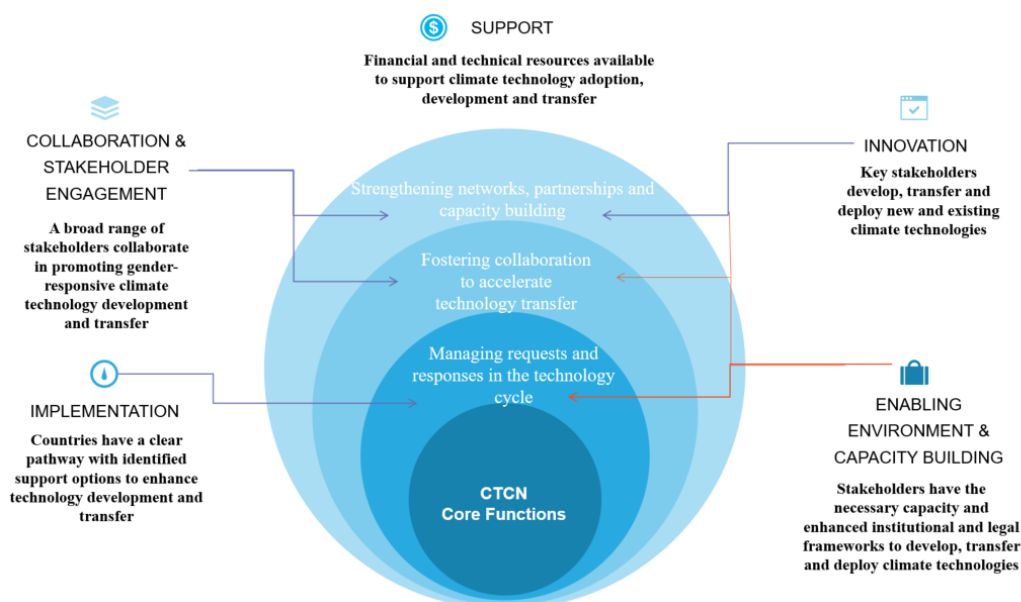 SUPPORT
Financial and technical resources available
to support climate technology adoption,
development and transfer
COLLABORATION &
STAKEHOLDER
ENGAGEMENT
A broad range of
stakeholders collaborate
in promoting gender-
responsive climate
technology development
and transfer
IMPLEMENTATION
Countries have a clear
pathway with identified
support options to enhance
technology development and
transfer
Strengthening networks, partnerships and
capacity building
Fostering collaboration
to accelerate
technology transfer
Managing requests and
responses in the technology
cycle
CTCN
Core Functions
INNOVATION
Key stakeholders
develop, transfer and
deploy new and existing
climate technologies
ENABLING
ENVIRONMENT &
CAPACITY BUILDING
Stakeholders have the
necessary capacity and
enhanced institutional and legal
frameworks to develop, transfer
and deploy climate technologies